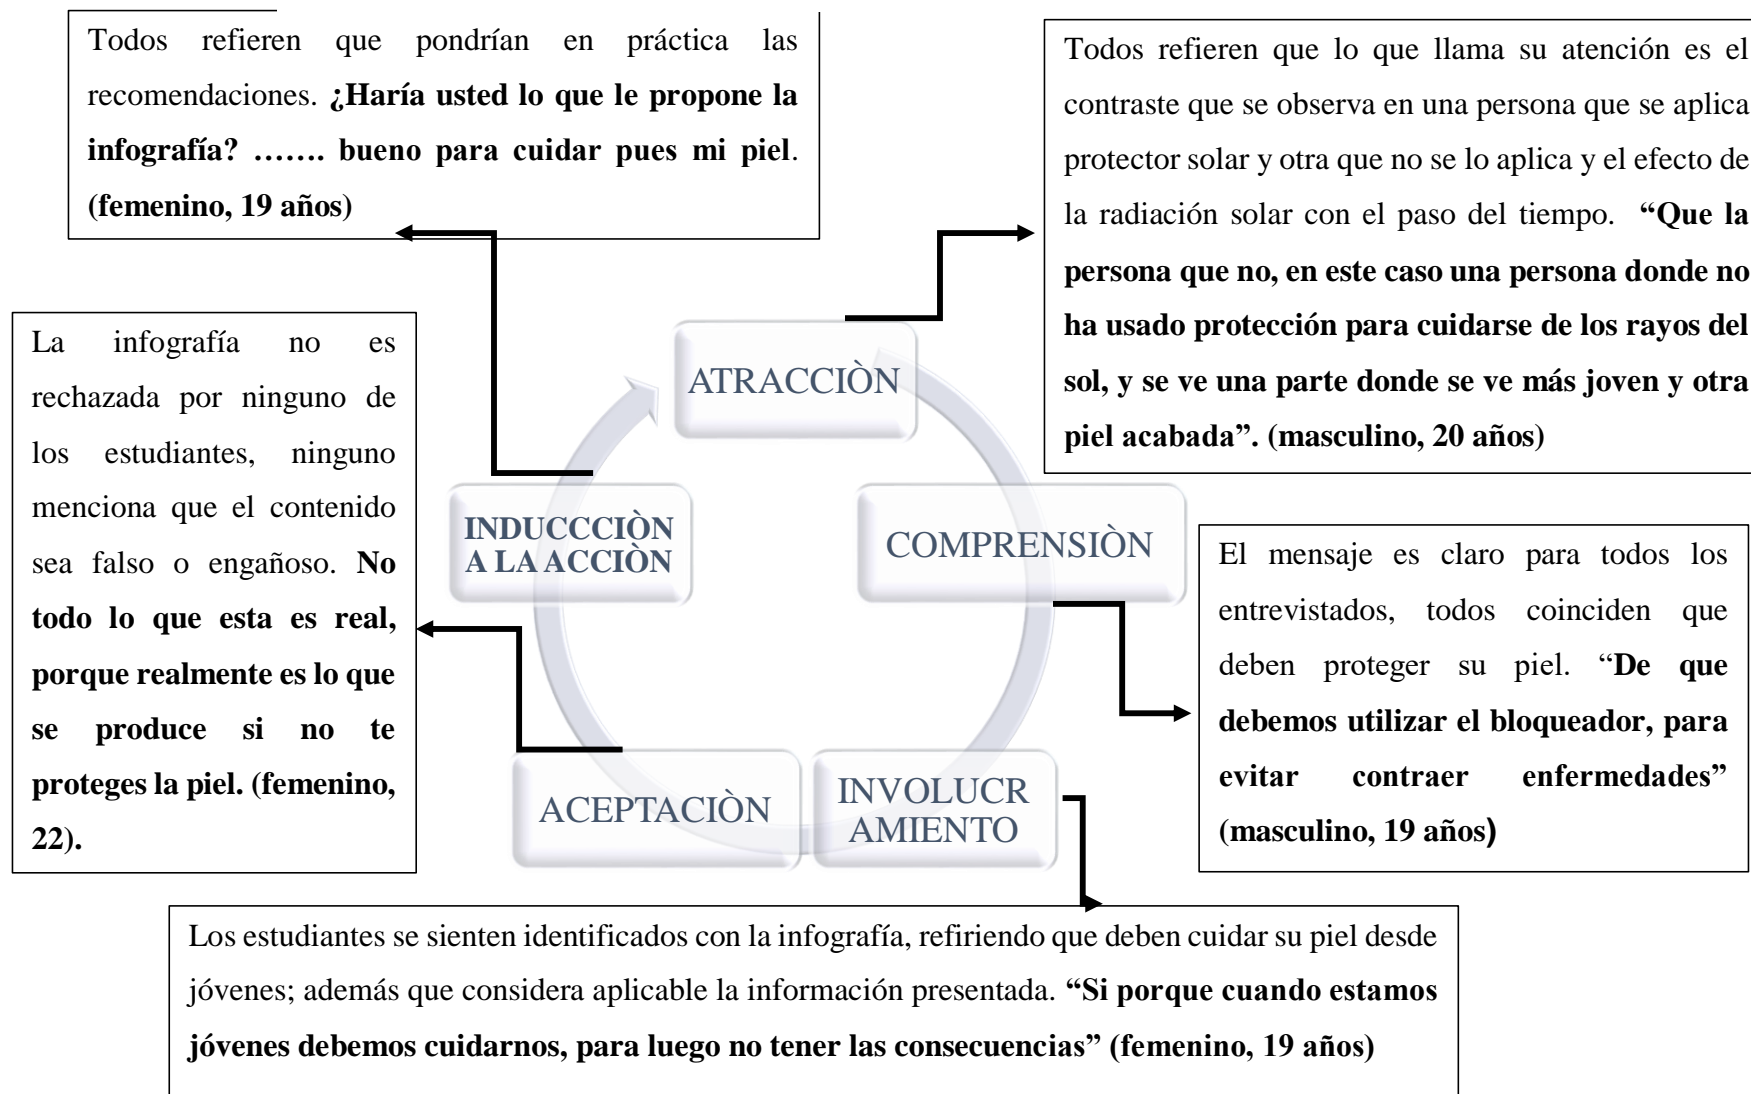 Todos refieren que pondrían en práctica las
recomendaciones. ¿Haría usted lo que le propone la
infografía? ……. bueno para cuidar pues mi piel.
(femenino, 19 años)
Todos refieren que lo que llama su atención es el
contraste que se observa en una persona que se aplica
protector solar y otra que no se lo aplica y el efecto de
la radiación solar con el paso del tiempo. “Que la
persona que no, en este caso una persona donde no
ha usado protección para cuidarse de los rayos del
sol, y se ve una parte donde se ve más joven y otra
piel acabada”. (masculino, 20 años)
La infografía no es
rechazada por ninguno de
los estudiantes, ninguno
menciona que el contenido
sea falso o engañoso. No
todo lo que esta es real,
porque realmente es lo que
se produce si no te
proteges la piel. (femenino,
22).
ATRACCIÒN
INDUCCCIÒN
A LA ACCIÒN
COMPRENSIÒN
El mensaje es claro para todos los
entrevistados, todos coinciden que
deben proteger su piel. “De que
debemos utilizar el bloqueador, para
evitar contraer enfermedades”
(masculino, 19 años)
ACEPTACIÒN
INVOLUCR
AMIENTO
Los estudiantes se sienten identificados con la infografía, refiriendo que deben cuidar su piel desde
jóvenes; además que considera aplicable la información presentada. “Si porque cuando estamos
jóvenes debemos cuidarnos, para luego no tener las consecuencias” (femenino, 19 años)